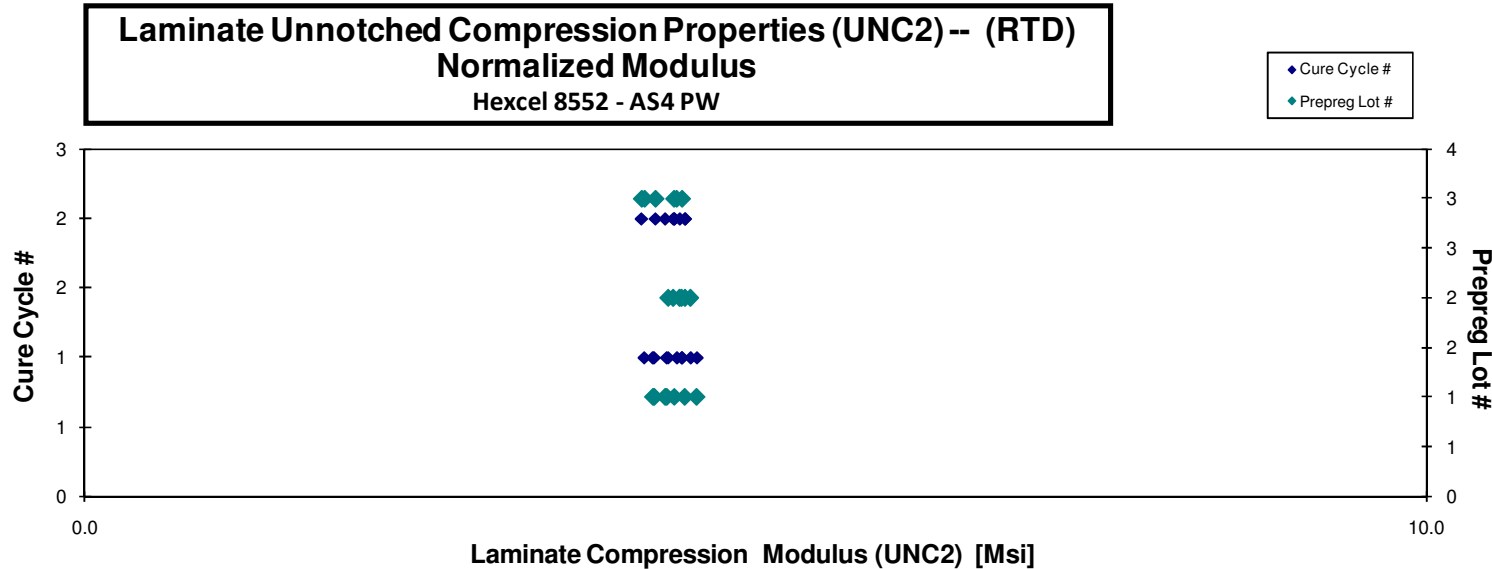 Laminate Unnotched Compression Properties (UNC2) -- (RTD)
Normalized Modulus
Hexcel 8552 - AS4 PW
Cure Cycle #
Prepreg Lot #
3
2
2
1
1
0
Cure Cycle #
4
3
3
2
2
1
1
0
Prepreg Lot #
0.0
10.0
Laminate Compression Modulus (UNC2) [Msi]